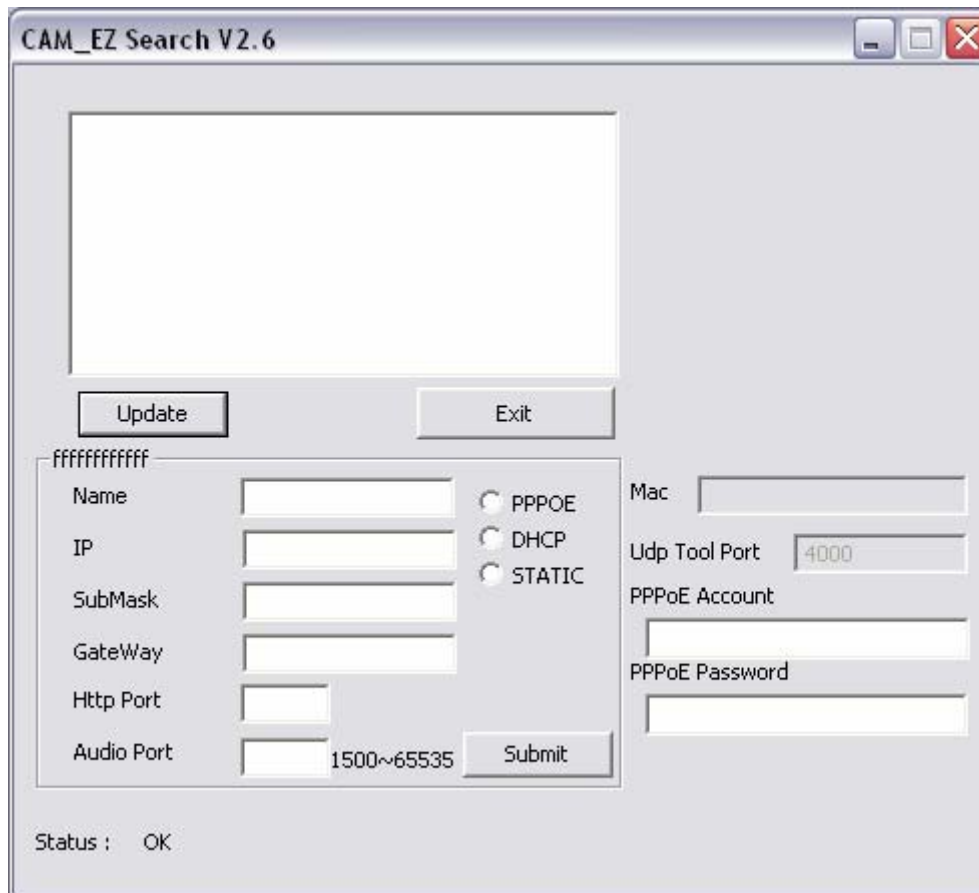 CAM_EZ Search V2.6
Update
Exit
ffffffffffff
Name
PPPOE
Mac
IP
DHCP
Udp Tool Port 4000
STATIC
SubMask
PPPoE Account
GateWay
PPPoE Password
Http Port
Audio Port
1500~65535
Submit
Status : OK